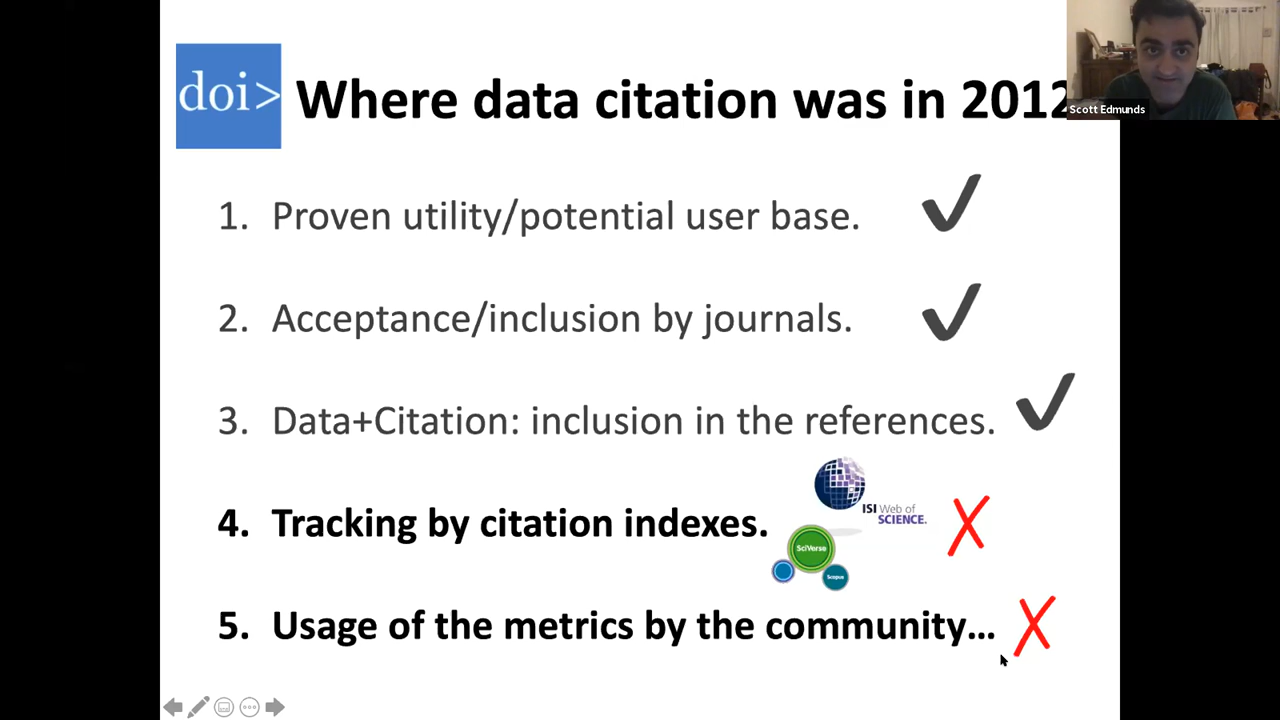 doi>
Where data citation was in 2012
Scott Edmunds
1. Proven utility/potential user base.
2. Acceptance/inclusion by journals.
3. Data+Citation: inclusion in the references.
4. Tracking by citation indexes.
ISI Web of
SCIENCE.
SciVerse
Scopus
5. Usage of the metrics by the community…